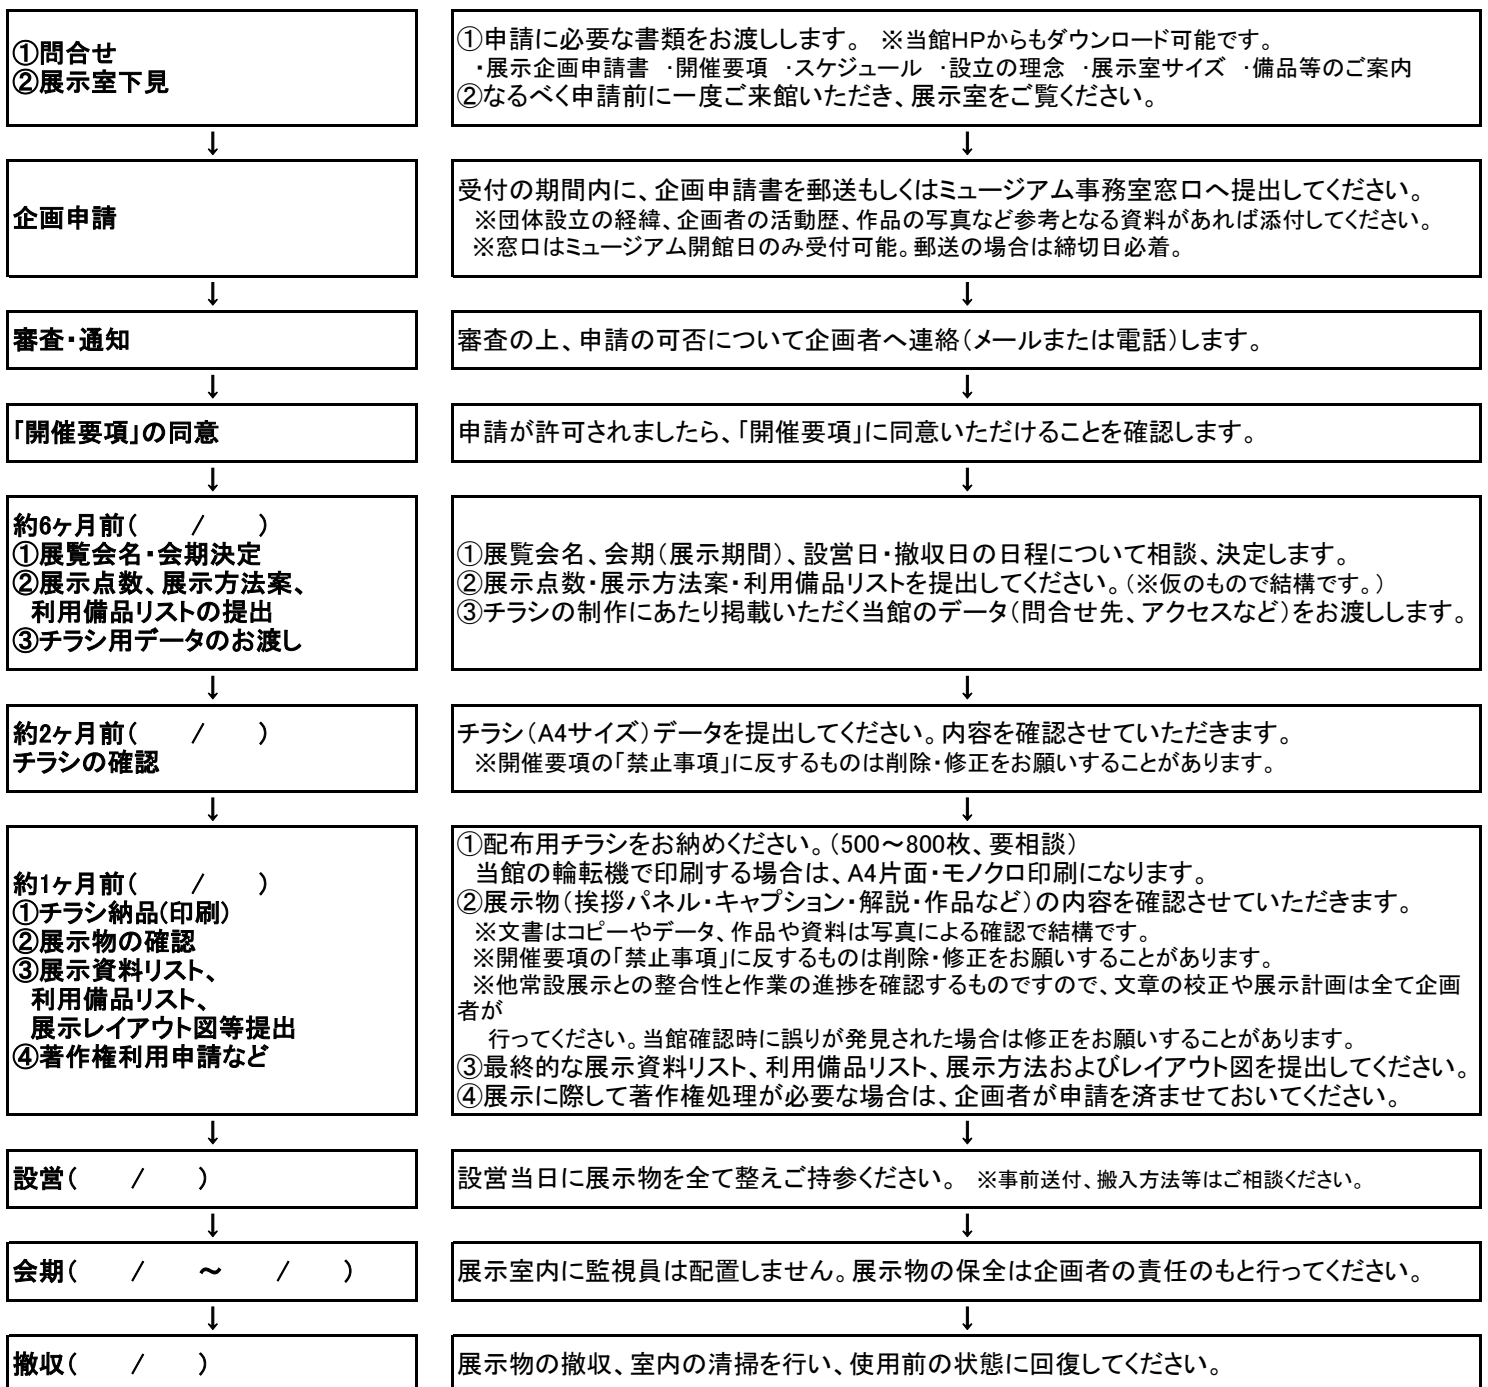 ①問合せ
②展示室下見
①申請に必要な書類をお渡しします。 ※当館HPからもダウンロード可能です。
・展示企画申請書 ・開催要項 ・スケジュール ・設立の理念 ・展示室サイズ ・備品等のご案内
②なるべく申請前に一度ご来館いただき、展示室をご覧ください。
↓ ↓
企画申請
受付の期間内に、企画申請書を郵送もしくはミュージアム事務室窓口へ提出してください。
※団体設立の経緯、企画者の活動歴、作品の写真など参考となる資料があれば添付してください。
※窓口はミュージアム開館日のみ受付可能。郵送の場合は締切日必着。
↓ ↓
審査・通知
審査の上、申請の可否について企画者へ連絡(メールまたは電話)します。
↓ ↓
「開催要項」の同意
申請が許可されましたら、「開催要項」に同意いただけることを確認します。
↓ ↓
約6ヶ月前( / )
①展覧会名・会期決定
②展示点数、展示方法案、
利用備品リストの提出
③チラシ用データのお渡し
①展覧会名、会期(展示期間)、設営日・撤収日の日程について相談、決定します。
②展示点数・展示方法案・利用備品リストを提出してください。(※仮のもので結構です。)
③チラシの制作にあたり掲載いただく当館のデータ(問合せ先、アクセスなど)をお渡しします。
↓ ↓
約2ヶ月前( / )
チラシの確認
チラシ(A4サイズ)データを提出してください。内容を確認させていただきます。
※開催要項の「禁止事項」に反するものは削除・修正をお願いすることがあります。
↓ ↓
約1ヶ月前( / )
①チラシ納品(印刷)
②展示物の確認
③展示資料リスト、
利用備品リスト、
展示レイアウト図等提出
④著作権利用申請など
①配布用チラシをお納めください。(500~800枚、要相談)
当館の輪転機で印刷する場合は、A4片面・モノクロ印刷になります。
②展示物(挨拶パネル・キャプション・解説・作品など)の内容を確認させていただきます。
※文書はコピーやデータ、作品や資料は写真による確認で結構です。
※開催要項の「禁止事項」に反するものは削除・修正をお願いすることがあります。
※他常設展示との整合性と作業の進捗を確認するものですので、文章の校正や展示計画は全て企画
者が
行ってください。当館確認時に誤りが発見された場合は修正をお願いすることがあります。
③最終的な展示資料リスト、利用備品リスト、展示方法およびレイアウト図を提出してください。
④展示に際して著作権処理が必要な場合は、企画者が申請を済ませておいてください。
↓ ↓
設営( / )
設営当日に展示物を全て整えご持参ください。 ※事前送付、搬入方法等はご相談ください。
↓ ↓
会期( / ~ / )
展示室内に監視員は配置しません。展示物の保全は企画者の責任のもと行ってください。
↓ ↓
撤収( / )
展示物の撤収、室内の清掃を行い、使用前の状態に回復してください。